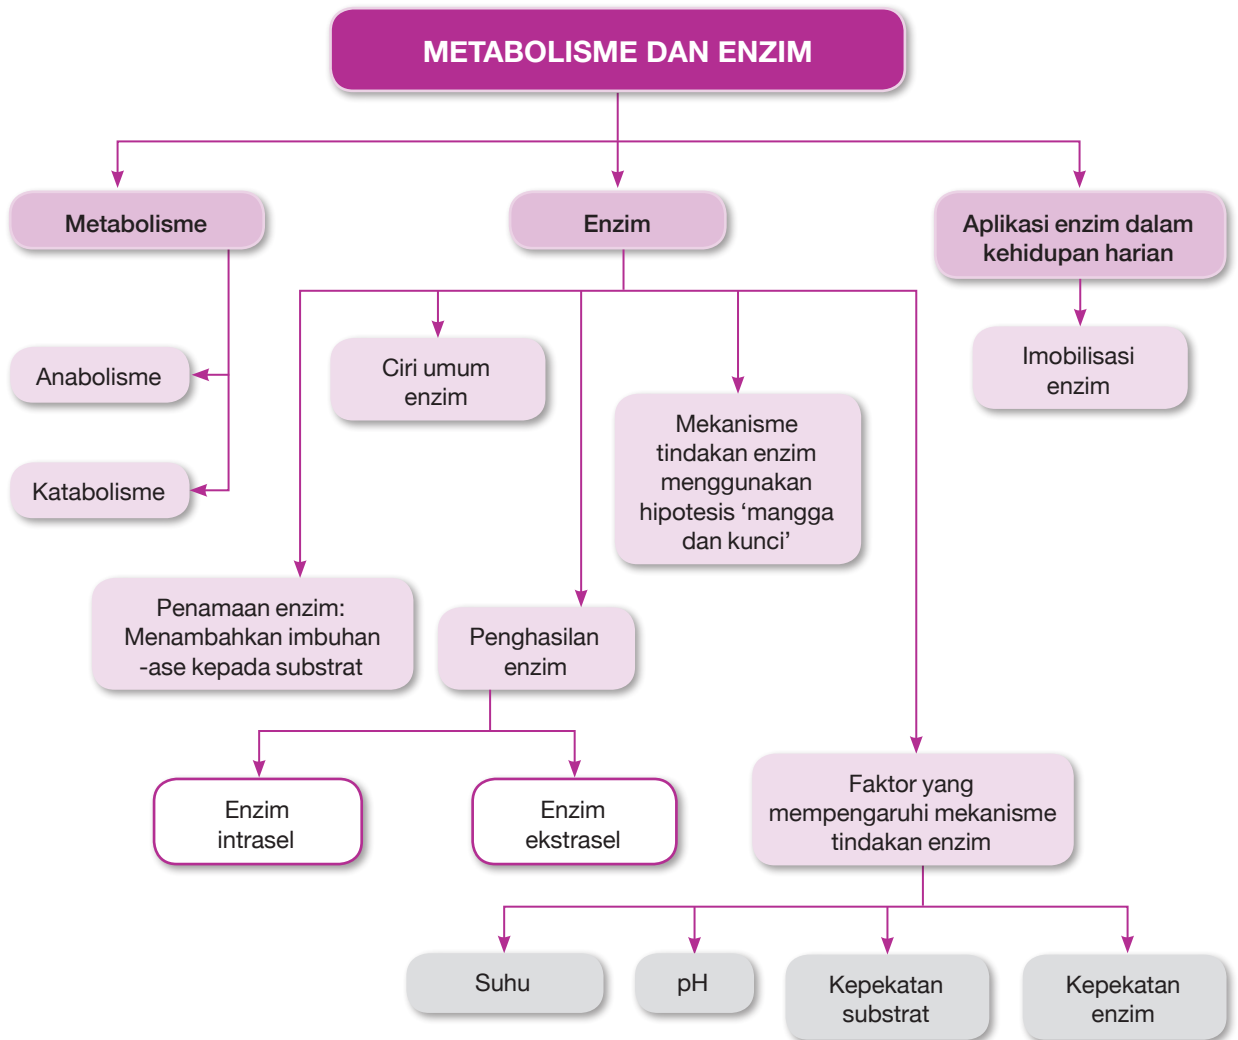 METABOLISME DAN ENZIM
Metabolisme
Enzim
Aplikasi enzim dalam
kehidupan harian
Anabolisme
Katabolisme
Ciri umum
enzim
Mekanisme
tindakan enzim
menggunakan
hipotesis ‘mangga
dan kunci’
Imobilisasi
enzim
Penamaan enzim:
Menambahkan imbuhan
-ase kepada substrat
Penghasilan
enzim
Enzim
intrasel
Enzim
ekstrasel
Faktor yang
mempengaruhi mekanisme
tindakan enzim
Suhu
pH
Kepekatan
substrat
Kepekatan
enzim